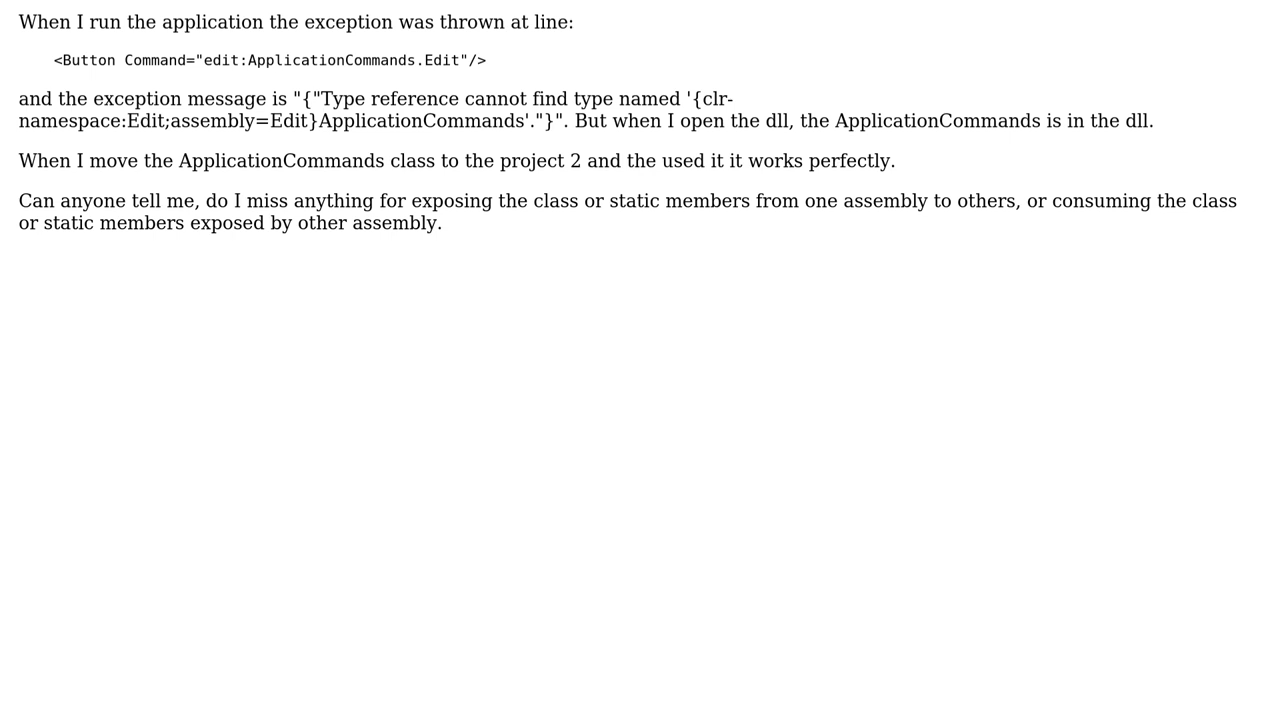 When I run the application the exception was thrown at line:
<Button Command="edit:ApplicationCommands.Edit"/>
and the exception message is "{"Type reference cannot find type named '{clr-
namespace:Edit;assembly=Edit}ApplicationCommands'."}". But when I open the dll, the ApplicationCommands is in the dll.
When I move the ApplicationCommands class to the project 2 and the used it it works perfectly.
Can anyone tell me, do I miss anything for exposing the class or static members from one assembly to others, or consuming the class
or static members exposed by other assembly.